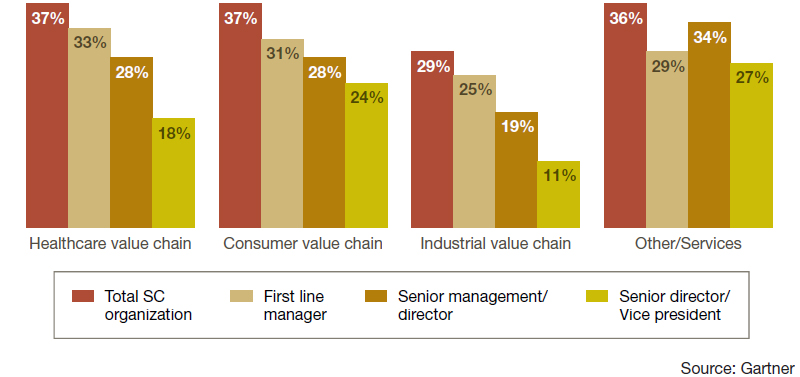 37%
33%
28%
18%
37%
31%
28%
24%
29%
25%
19%
11%
36%
29%
34%
27%
Healthcare value chain
Consumer value chain
Industrial value chain
Other/Services
Total SC
organization
First line
manager
Senior management/
director
Senior director/
Vice president
Source: Gartner